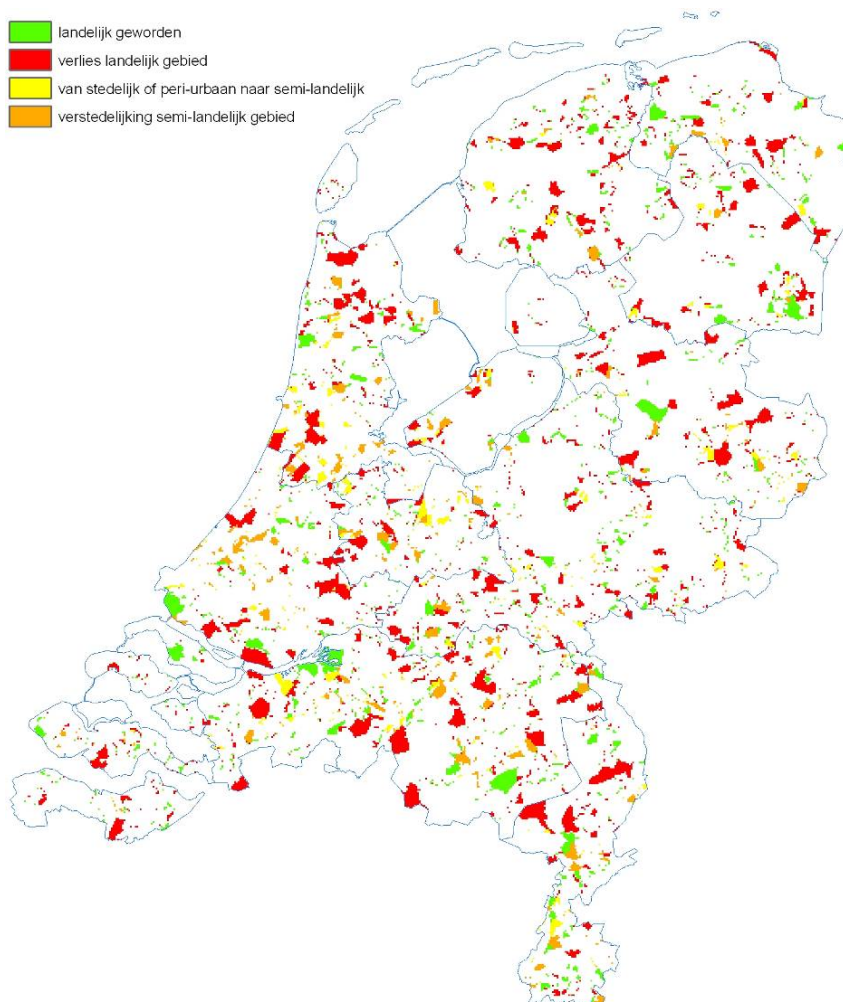 landelijk geworden
verlies landelijk gebied
van stedelijk of peri-urbaan naar semi-landelijk
verstedelijking semi-landelijk gebied